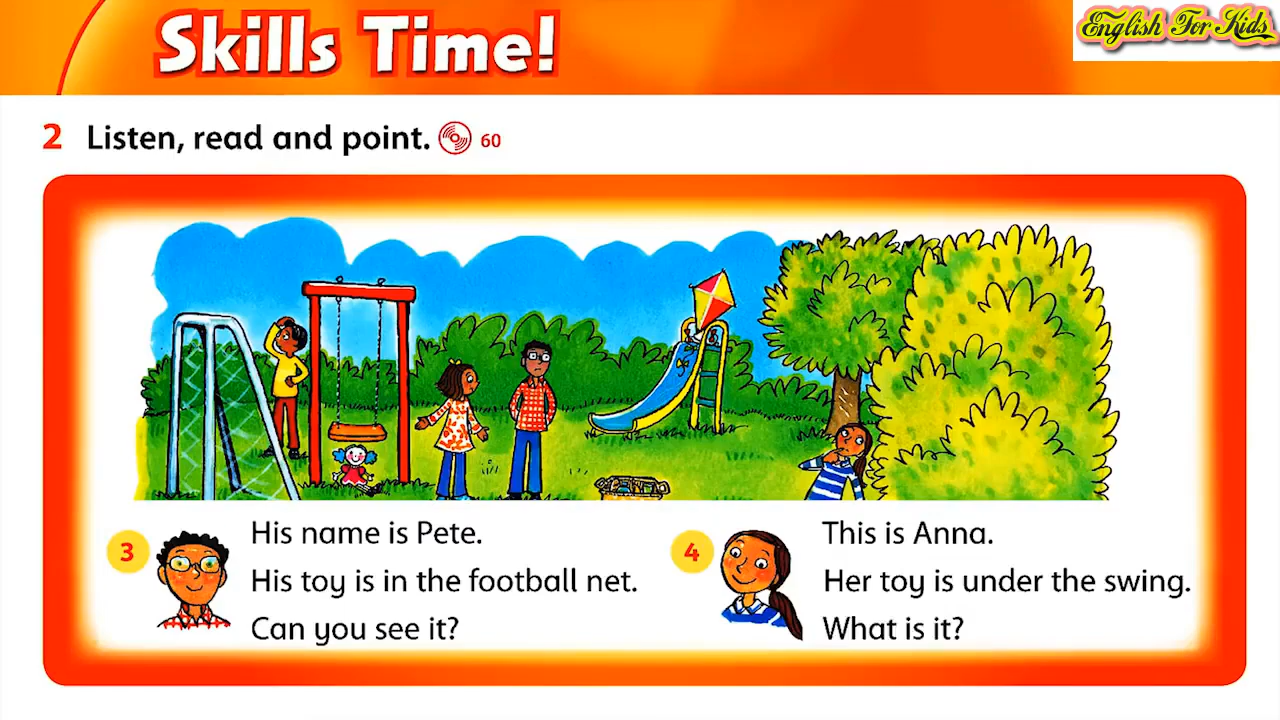 Skills Time!
English For Kids
2 Listen, read and point. 60
3 His name is Pete.
His toy is in the football net.
Can you see it?
4 This is Anna.
Her toy is under the swing.
What is it?